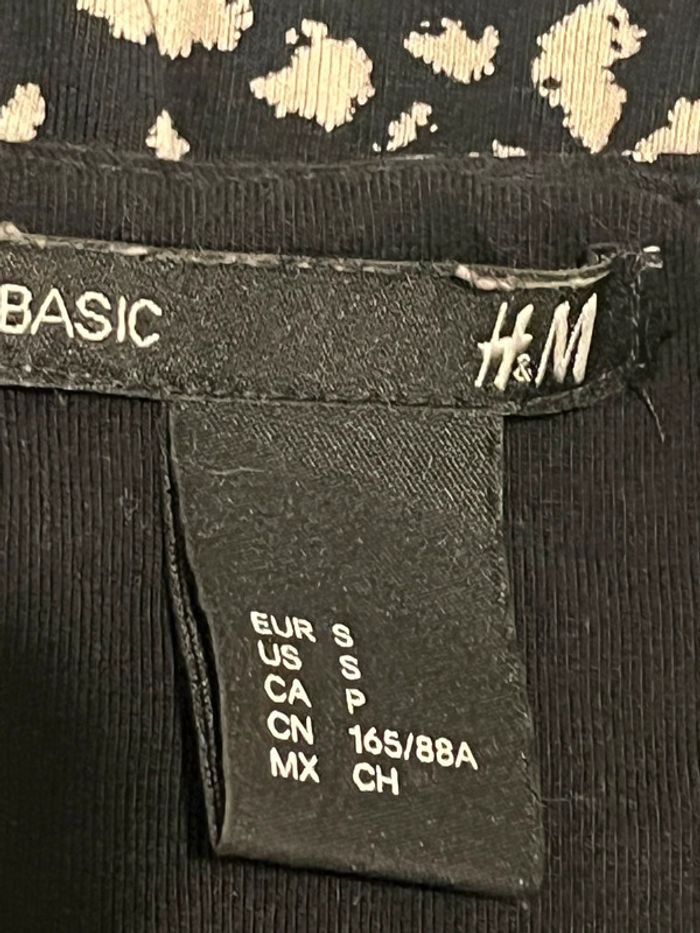 BASIC
H&M
EUR S
US S
CA P
CN 165/88A
MX CH